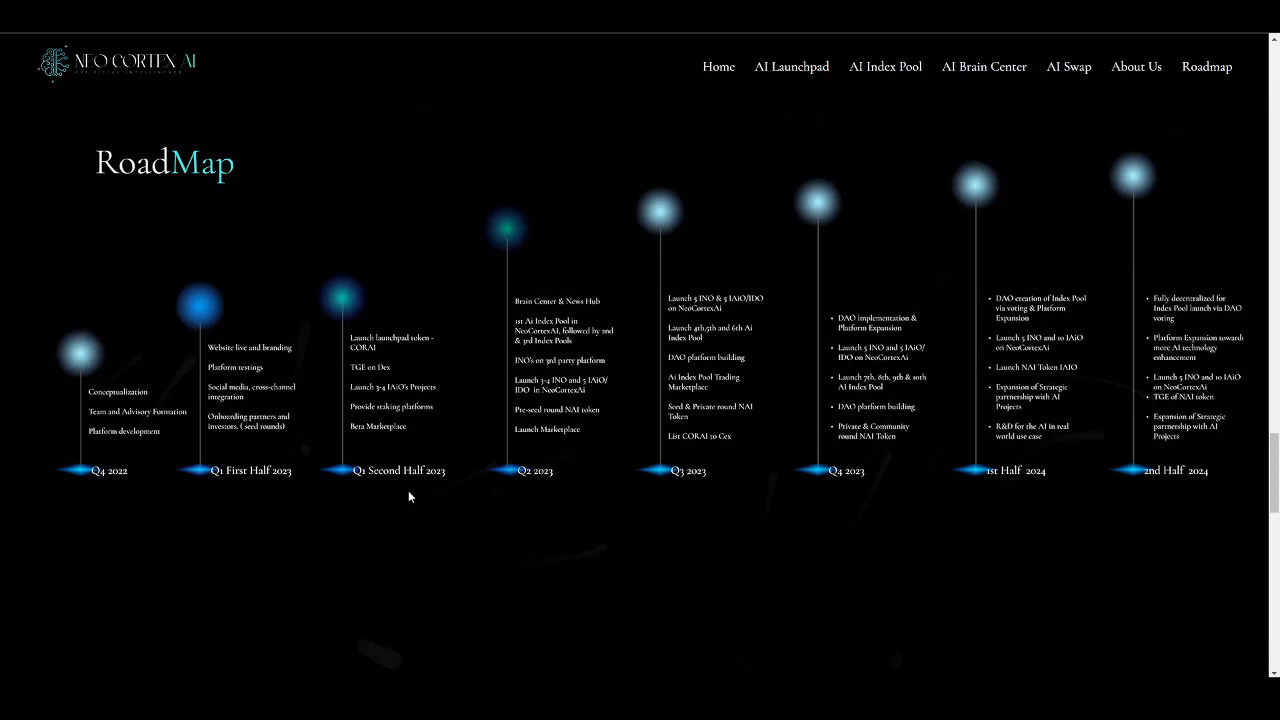 NEO CORTEX AI
Home
AI Launchpad
AI Index Pool
AI Brain Center
AI Swap
About Us
Roadmap
RoadMap
Conceptualization
Team and Advisory Formation
Platform development
Q4 2022
Website live and branding
Platform testings
Social media, cross-channel
integration
Onboarding partners and
investors. ( seed rounds)
Q1 First Half 2023
Launch launchpad token -
CORAI
TGE on Dex
Launch 3-4 IAiO's Projects
Provide staking platforms
Beta Marketplace
Q1 Second Half 2023
Brain Center & News Hub
1st Ai Index Pool in
NeoCortexAI, followed by 2nd
& 3rd Index Pools
INO's on 3rd party platform
Launch 3-4 INO and 5 IAiO/
IDO in NeoCortexAi
Pre-seed round NAI token
Launch Marketplace
Q2 2023
Launch 5 INO & 5 IAiO/IDO
on NeoCortexAi
Launch 4th,5th and 6th Ai
Index Pool
DAO platform building
Ai Index Pool Trading
Marketplace
Seed & Private round NAI
Token
List CORAI to Cex
Q3 2023
• DAO implementation &
Platform Expansion
• Launch 5 INO and 5 IAiO/
IDO on NeoCortexAi
• Launch 7th, 8th, 9th & 10th
AI Index Pool
• DAO platform building
• Private & Community
round NAI Token
Q4 2023
• DAO creation of Index Pool
via voting & Platform
Expansion
• Launch 5 INO and 10 IAiO
on NeoCortexAi
• Launch NAI Token IAIO
• Expansion of Strategic
partnership with AI
Projects
• R&D for the AI in real
world use case
1st Half 2024
• Fully decentralized for
Index Pool launch via DAO
voting
• Platform Expansion towards
more AI technology
enhancement
• Launch 5 INO and 10 IAiO
on NeoCortexAi
• TGE of NAI token
• Expansion of Strategic
partnership with AI
Projects
2nd Half 2024